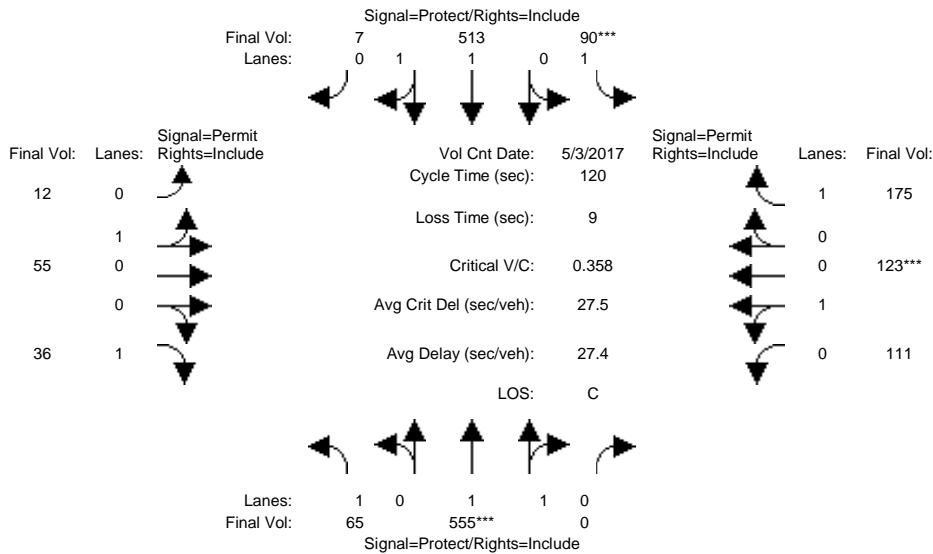 Signal=Protect/Rights=Include
Final Vol: 7 513 90***
Lanes: 0 1 1 0 1
Signal=Permit
Final Vol: Lanes: Rights=Include
Vol Cnt Date: 5/3/2017
Signal=Permit
Rights=Include Lanes: Final Vol:
Cycle Time (sec): 120
12 0
1 175
Loss Time (sec): 9
1
0
55 0
Critical V/C: 0.358
0 123***
0
Avg Crit Del (sec/veh): 27.5
1
36 1
Avg Delay (sec/veh): 27.4
0 111
LOS: C
Lanes: 1 0 1 1 0
Final Vol: 65 555*** 0
Signal=Protect/Rights=Include